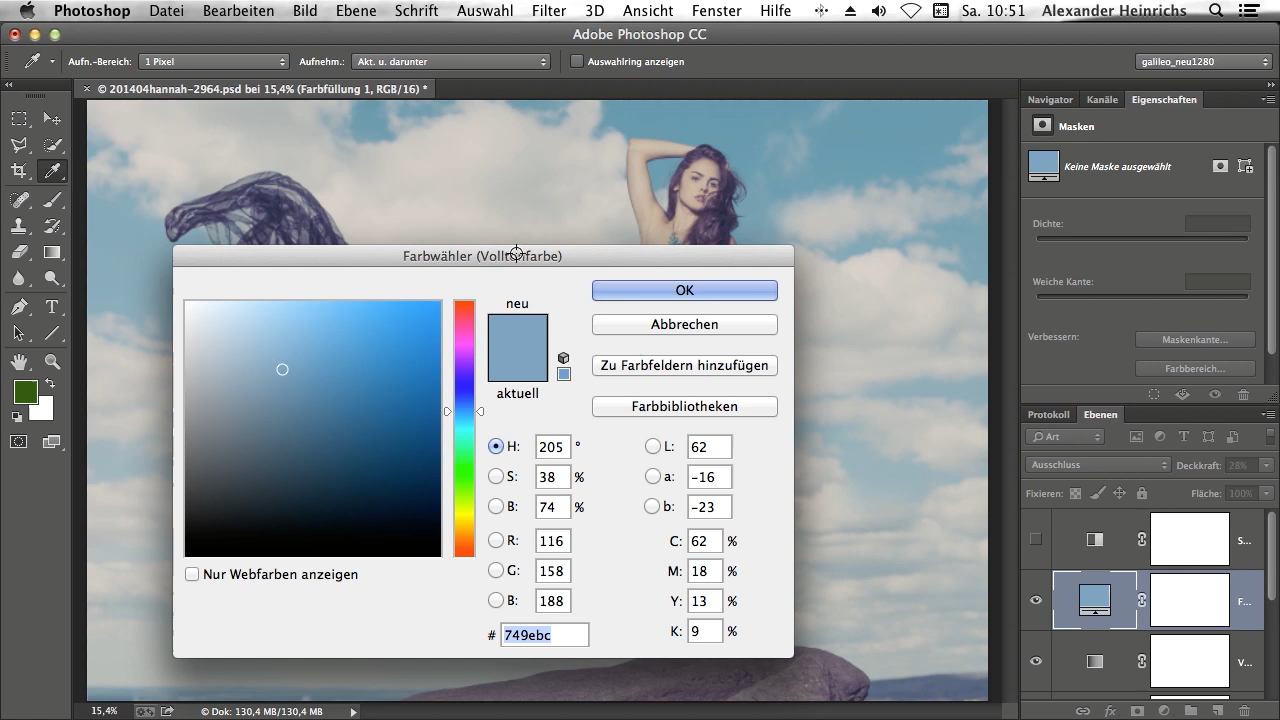 Photoshop Datei Bearbeiten Bild Ebene Schrift Auswahl Filter 3D Ansicht Fenster Hilfe Sa. 10:51 Alexander Heinrichs
Adobe Photoshop CC
Aufn.-Bereich: 1 Pixel Aufnehm.: Akt. u. darunter Auswahlring anzeigen galileo_neu1280
× © 201404hannah-2964.psd bei 15,4% (Farbfüllung 1, RGB/16) *
Navigator Kanäle Eigenschaften
Masken
Keine Maske ausgewählt
Dichte:
Weiche Kante:
Verbessern: Maskenkante...
Farbbereich...
Farbwähler (Volltonfarbe)
neu
aktuell
OK
Abbrechen
Zu Farbfeldern hinzufügen
Farbbibliotheken
H: 205 ° L: 62
S: 38 % a: -16
B: 74 % b: -23
R: 116 C: 62 %
G: 158 M: 18 %
B: 188 Y: 13 %
# 749ebc K: 9 %
Nur Webfarben anzeigen
Protokoll Ebenen
Art
Ausschluss Deckkraft: 28%
Fixieren: Fläche: 100%
S...
F...
V...
fx
15,4% © Dok: 130,4 MB/130,4 MB